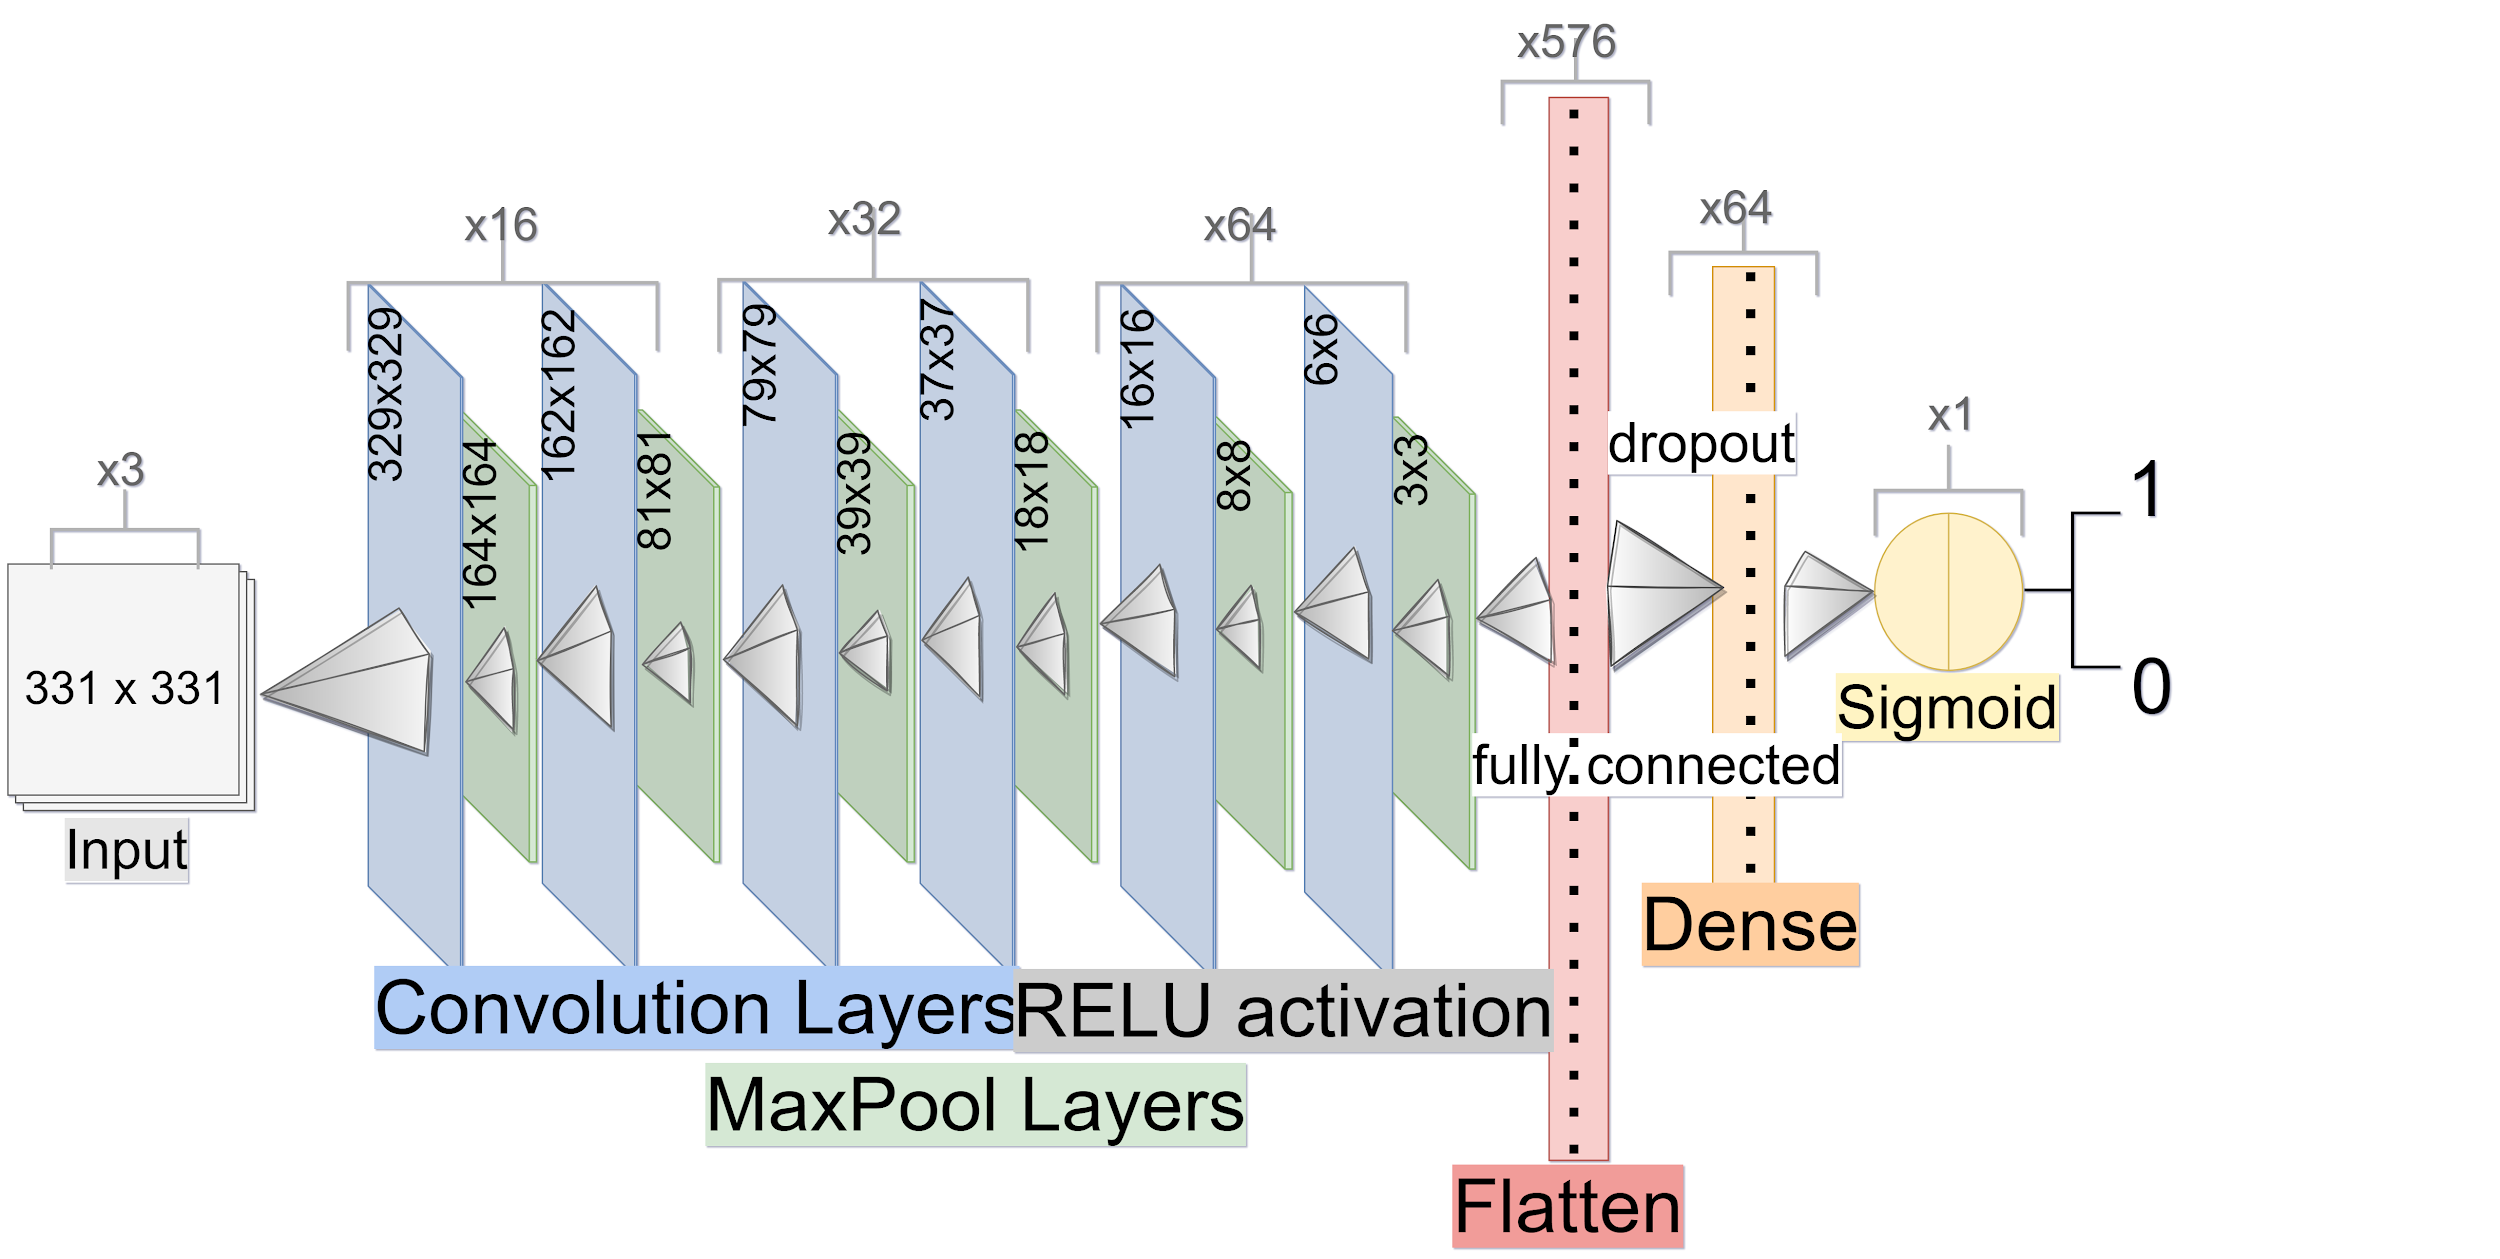 x576
x16
x32
x64
x64
x3
x1
331 x 331
Input
329x329
164x164
162x162
81x81
79x79
39x39
37x37
18x18
16x16
8x8
6x6
3x3
dropout
fully connected
Sigmoid
1
0
Dense
Convolution Layers
RELU activation
MaxPool Layers
Flatten